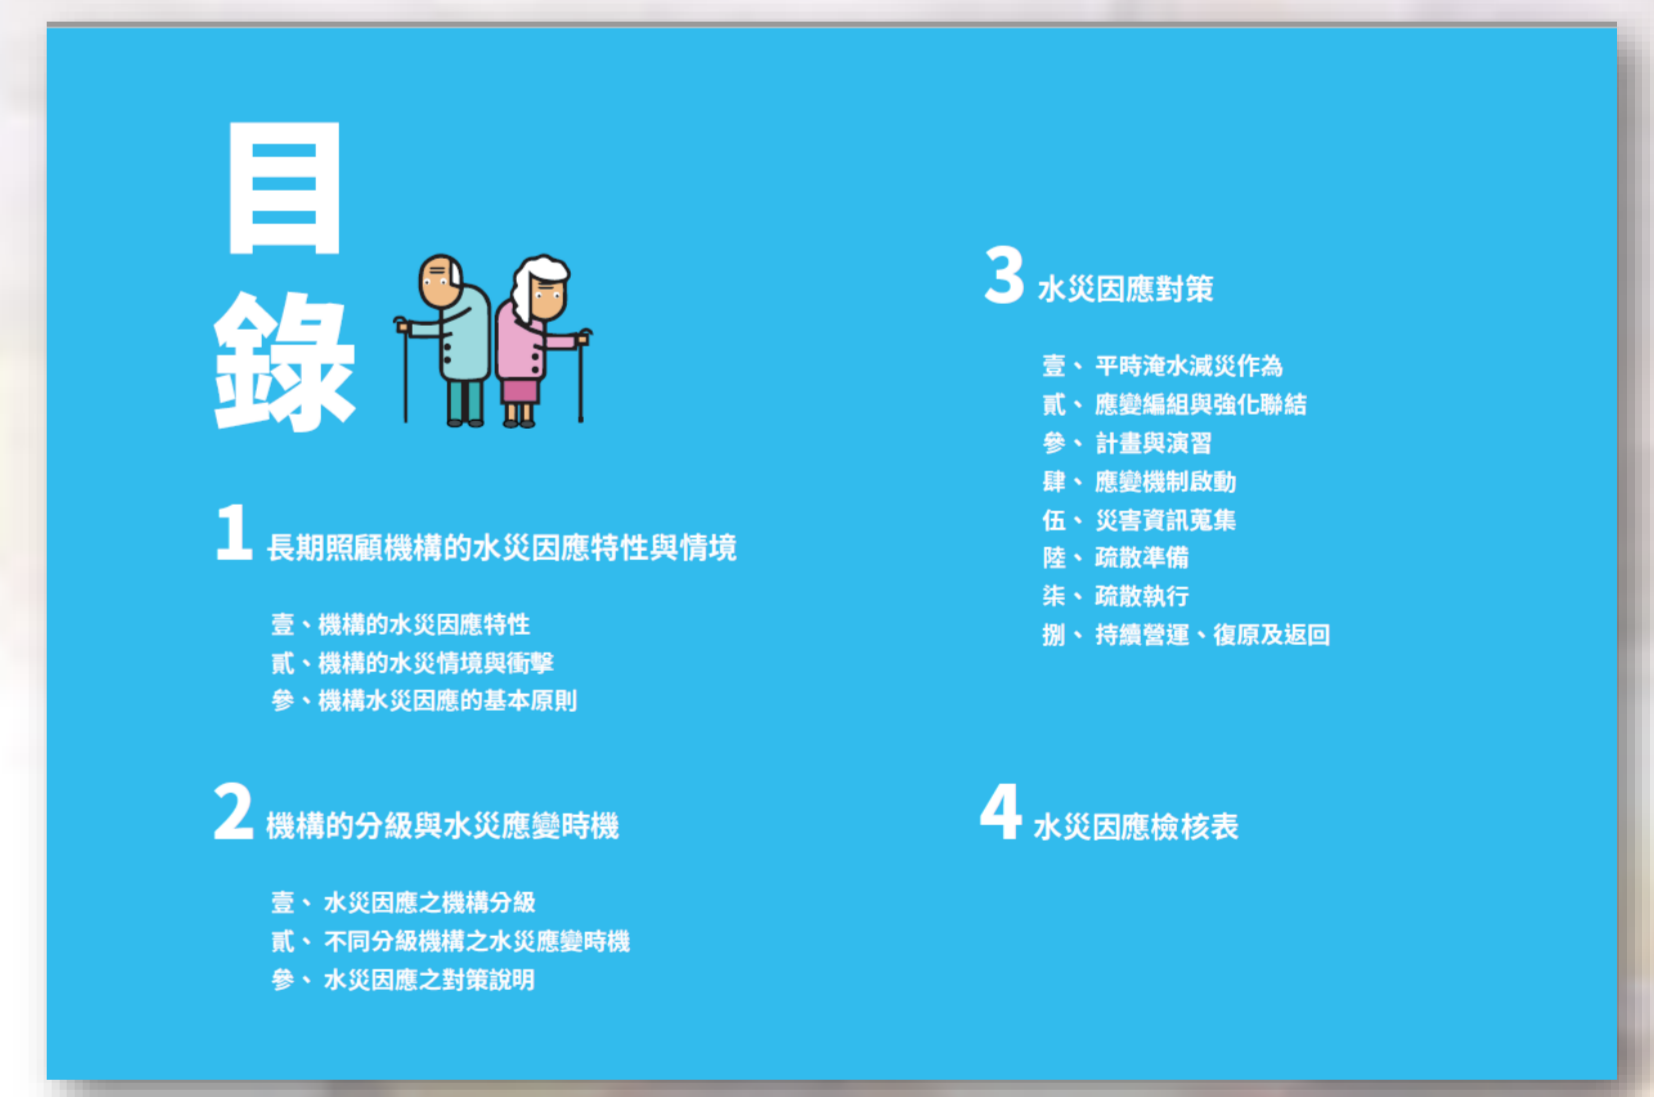 目
錄
1 長期照顧機構的水災因應特性與情境
壹、機構的水災因應特性
貳、機構的水災情境與衝擊
參、機構水災因應的基本原則
2 機構的分級與水災應變時機
壹、 水災因應之機構分級
貳、 不同分級機構之水災應變時機
參、 水災因應之對策說明
3 水災因應對策
壹、 平時淹水減災作為
貳、 應變編組與強化聯結
參、 計畫與演習
肆、 應變機制啟動
伍、 災害資訊蒐集
陸、 疏散準備
柒、 疏散執行
捌、 持續營運、復原及返回
4 水災因應檢核表